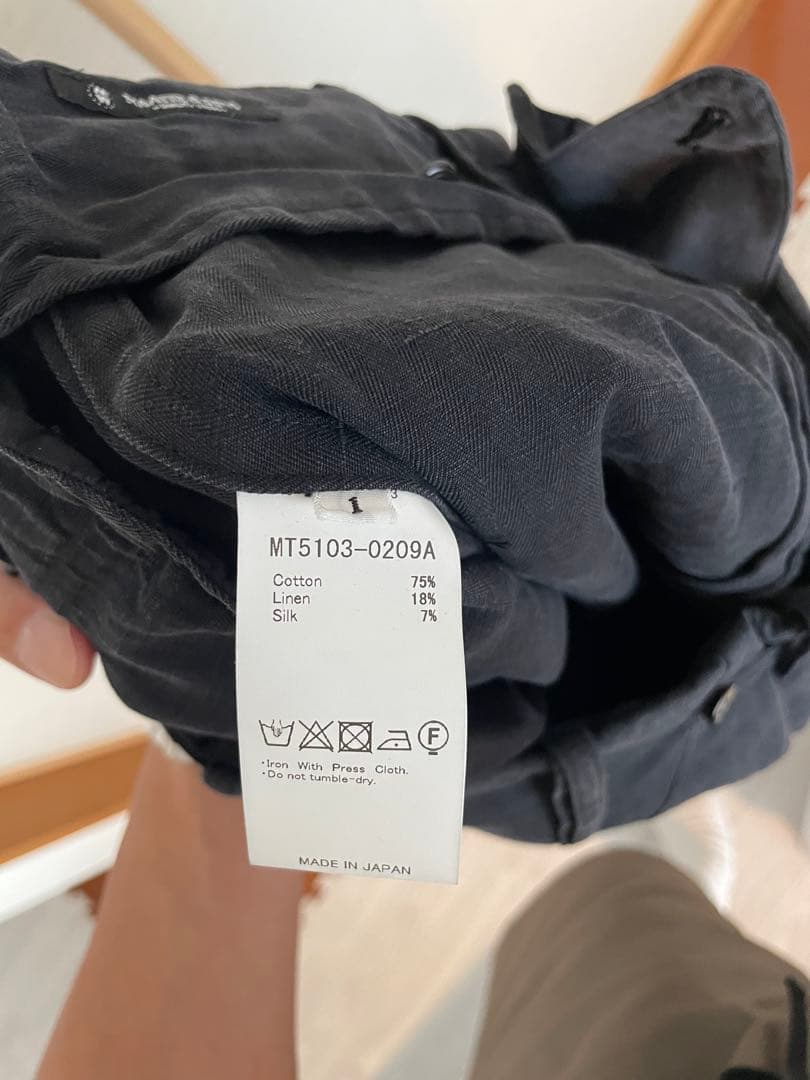 1
3
MT5103-0209A
Cotton 75%
Linen 18%
Silk 7%
F
·Iron With Press Cloth.
·Do not tumble-dry.
MADE IN JAPAN